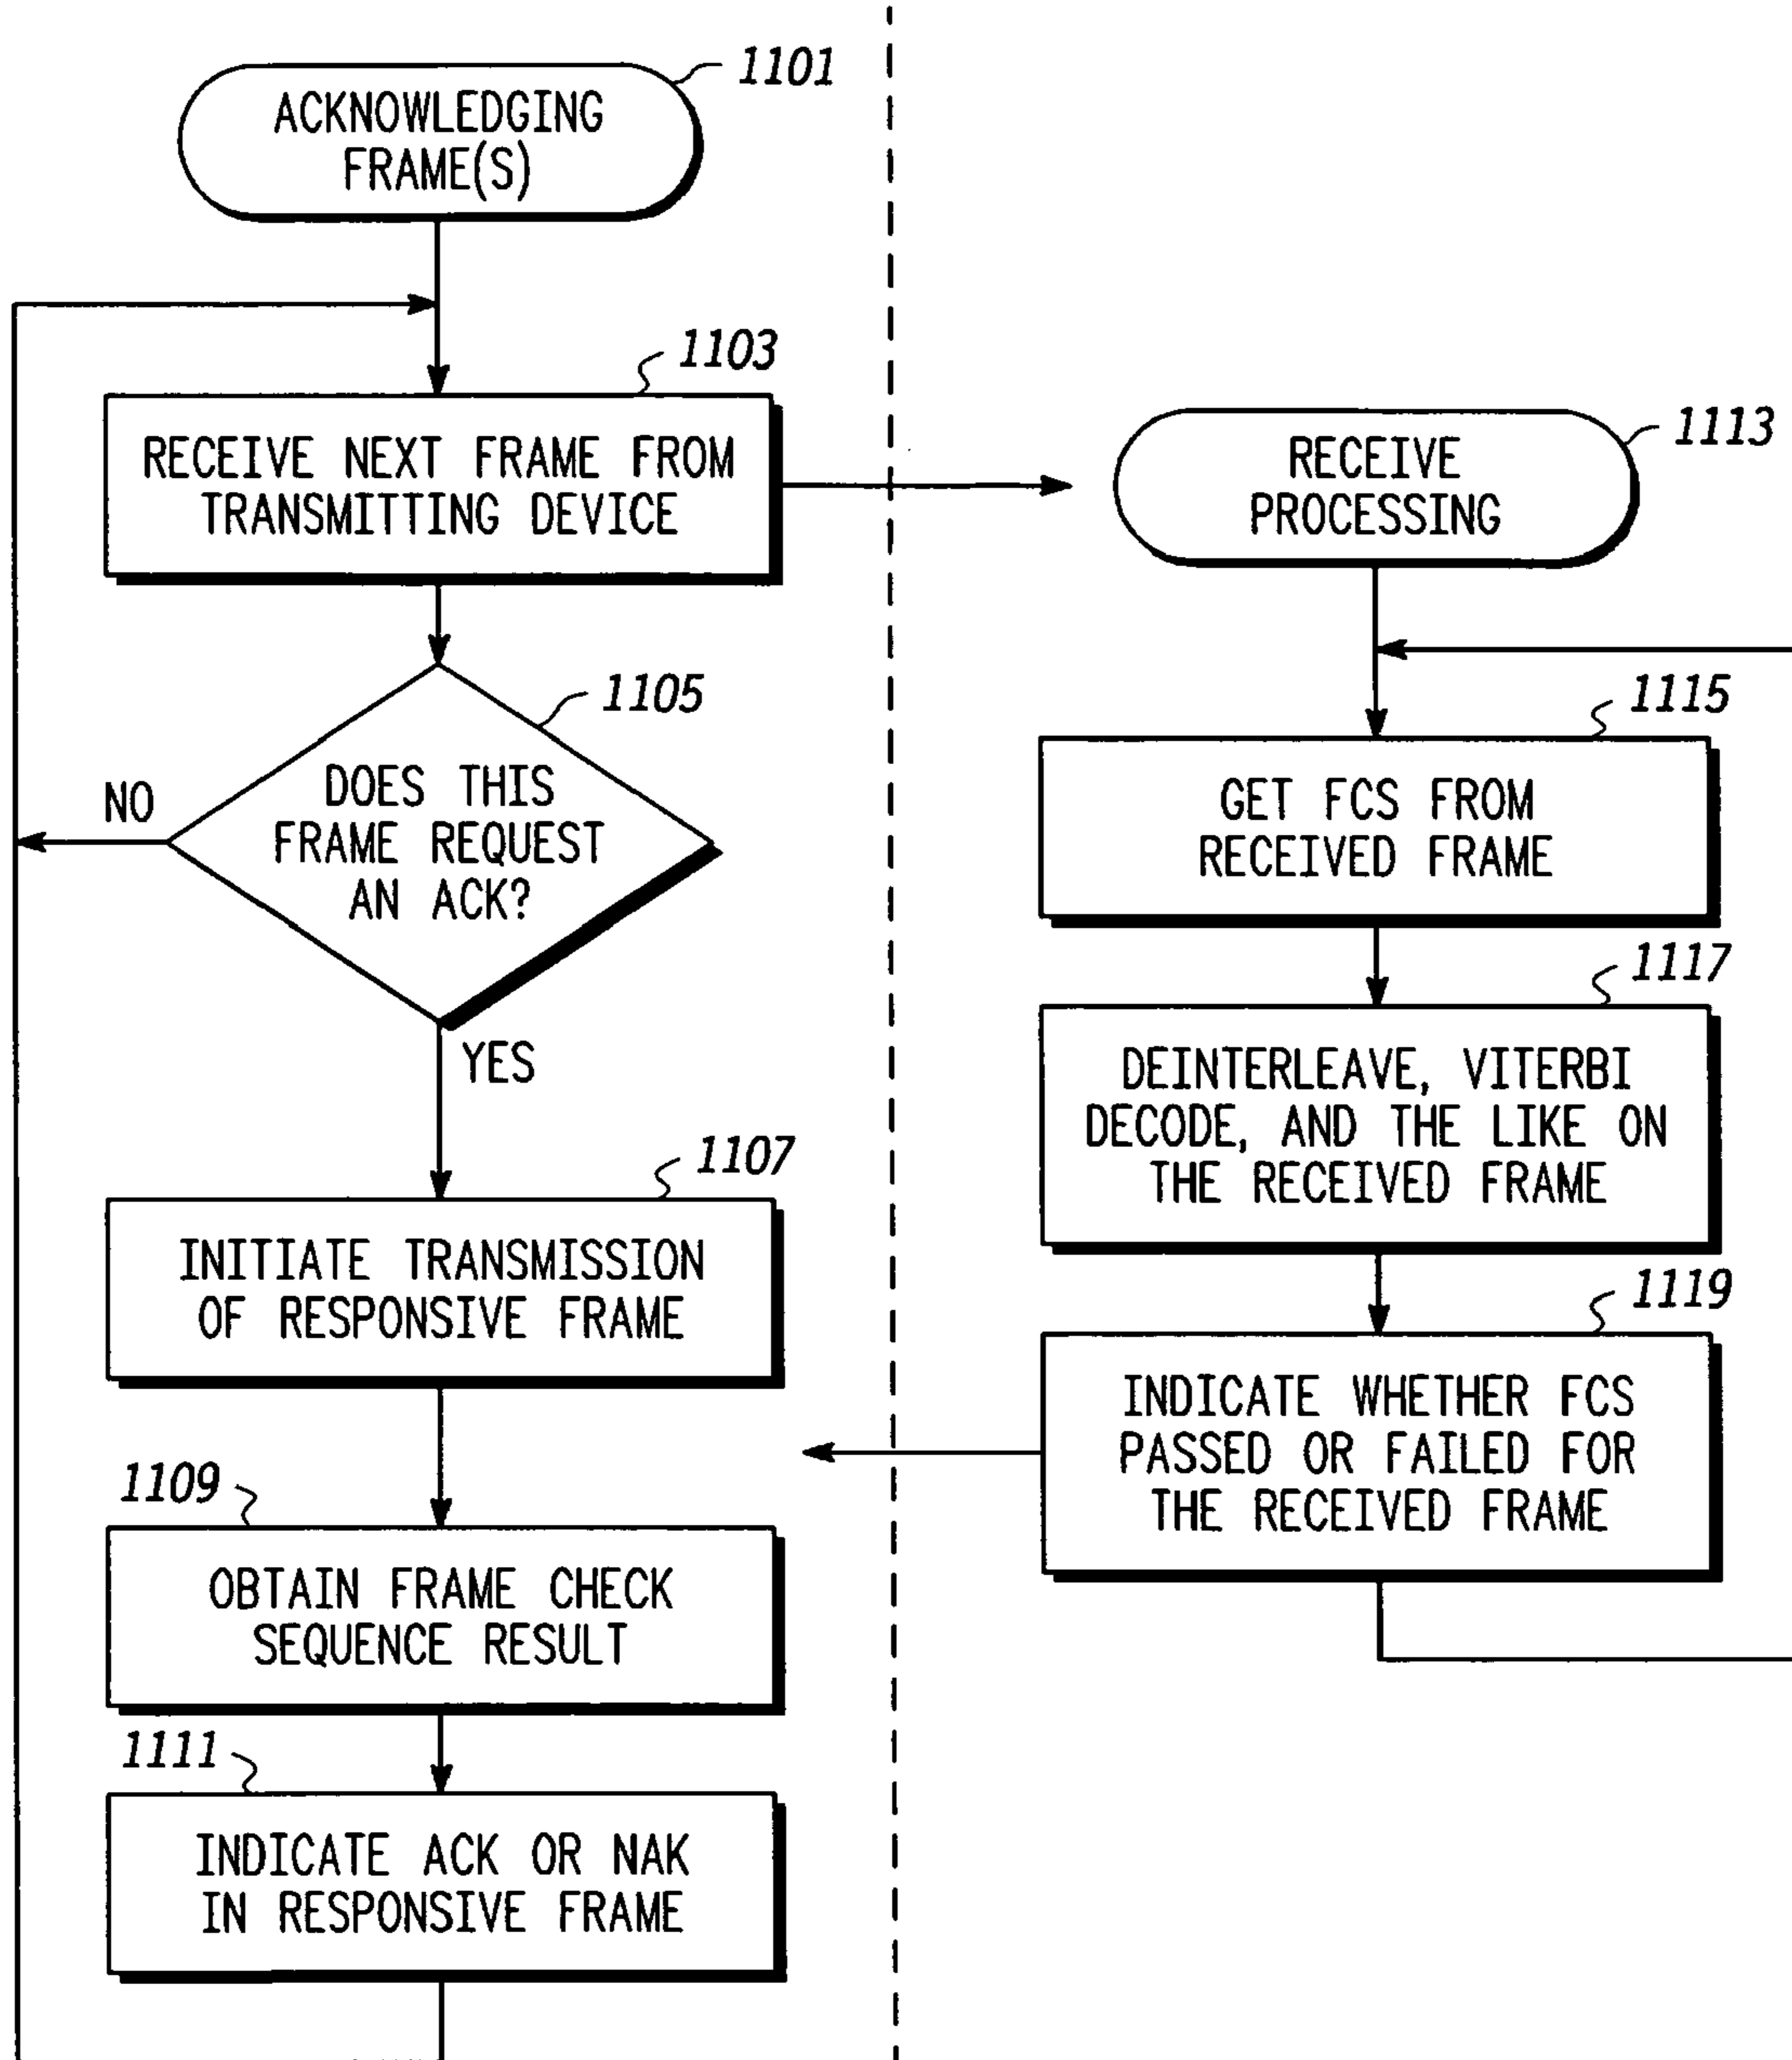 1101
ACKNOWLEDGING
FRAME(S)
1103
RECEIVE NEXT FRAME FROM
TRANSMITTING DEVICE
1105
DOES THIS
FRAME REQUEST
AN ACK?
NO
YES
1107
INITIATE TRANSMISSION
OF RESPONSIVE FRAME
1109
OBTAIN FRAME CHECK
SEQUENCE RESULT
1111
INDICATE ACK OR NAK
IN RESPONSIVE FRAME
1113
RECEIVE
PROCESSING
1115
GET FCS FROM
RECEIVED FRAME
1117
DEINTERLEAVE, VITERBI
DECODE, AND THE LIKE ON
THE RECEIVED FRAME
1119
INDICATE WHETHER FCS
PASSED OR FAILED FOR
THE RECEIVED FRAME